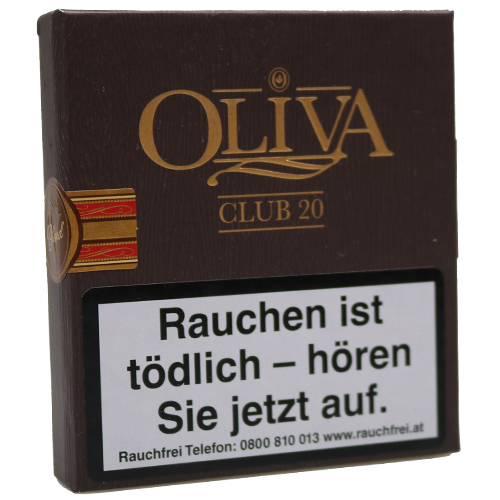 OLIVA
CLUB 20
Rauchen ist
tödlich – hören
Sie jetzt auf.
Rauchfrei Telefon: 0800 810 013 www.rauchfrei.at